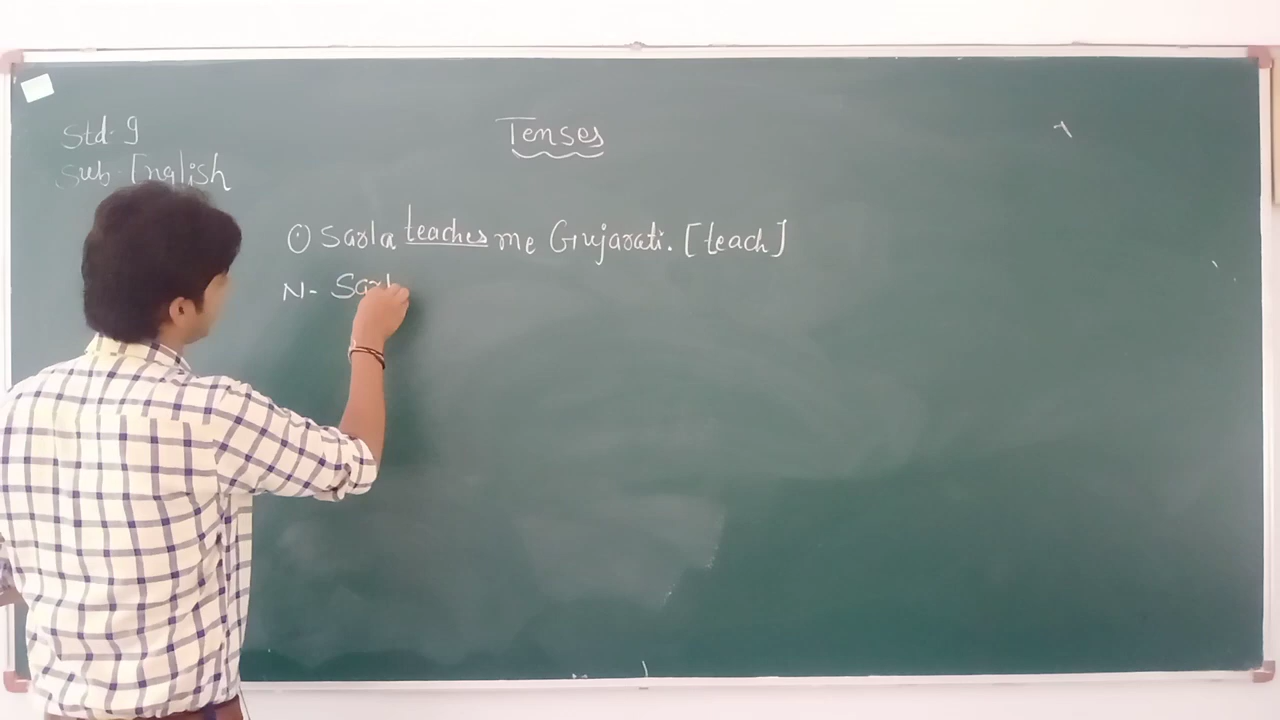 Std. 9
Sub. English
Tenses
① Sarla teaches me Gujarati. [teach]
N- Sarl